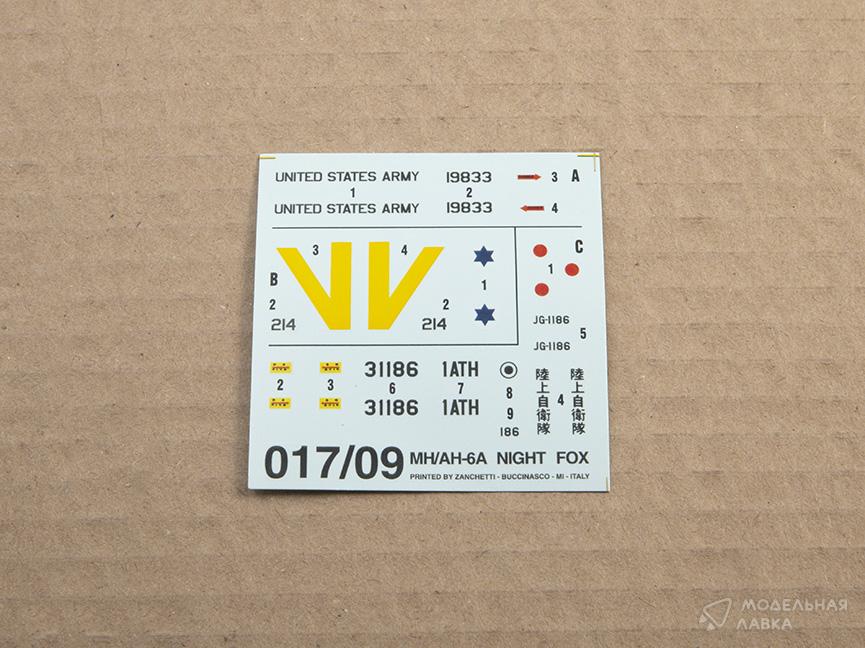 UNITED STATES ARMY 19833 3 A
1 2
UNITED STATES ARMY 19833 4
3 4 C
B 1 1
2 2
214 214
JG-1186
5
JG-1186
31186 1ATH
2 3 6 7 8
31186 1ATH 9
186
陸上自衛隊 4 陸上自衛隊
017/09 MH/AH-6A NIGHT FOX
PRINTED BY ZANCHETTI - BUCCINASCO - MI - ITALY
МОДЕЛЬНАЯ
ЛАВКА